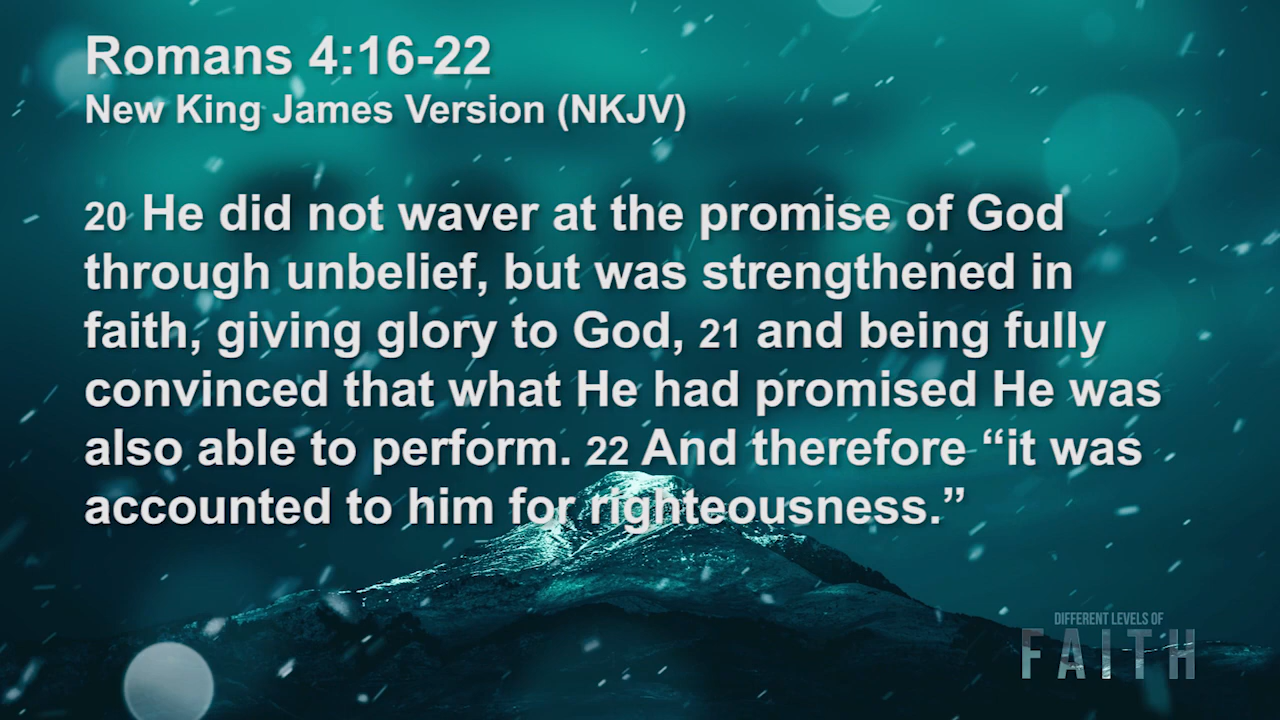 Romans 4:16-22
New King James Version (NKJV)
20 He did not waver at the promise of God
through unbelief, but was strengthened in
faith, giving glory to God, 21 and being fully
convinced that what He had promised He was
also able to perform. 22 And therefore “it was
accounted to him for righteousness.”
DIFFERENT LEVELS OF
FAITH